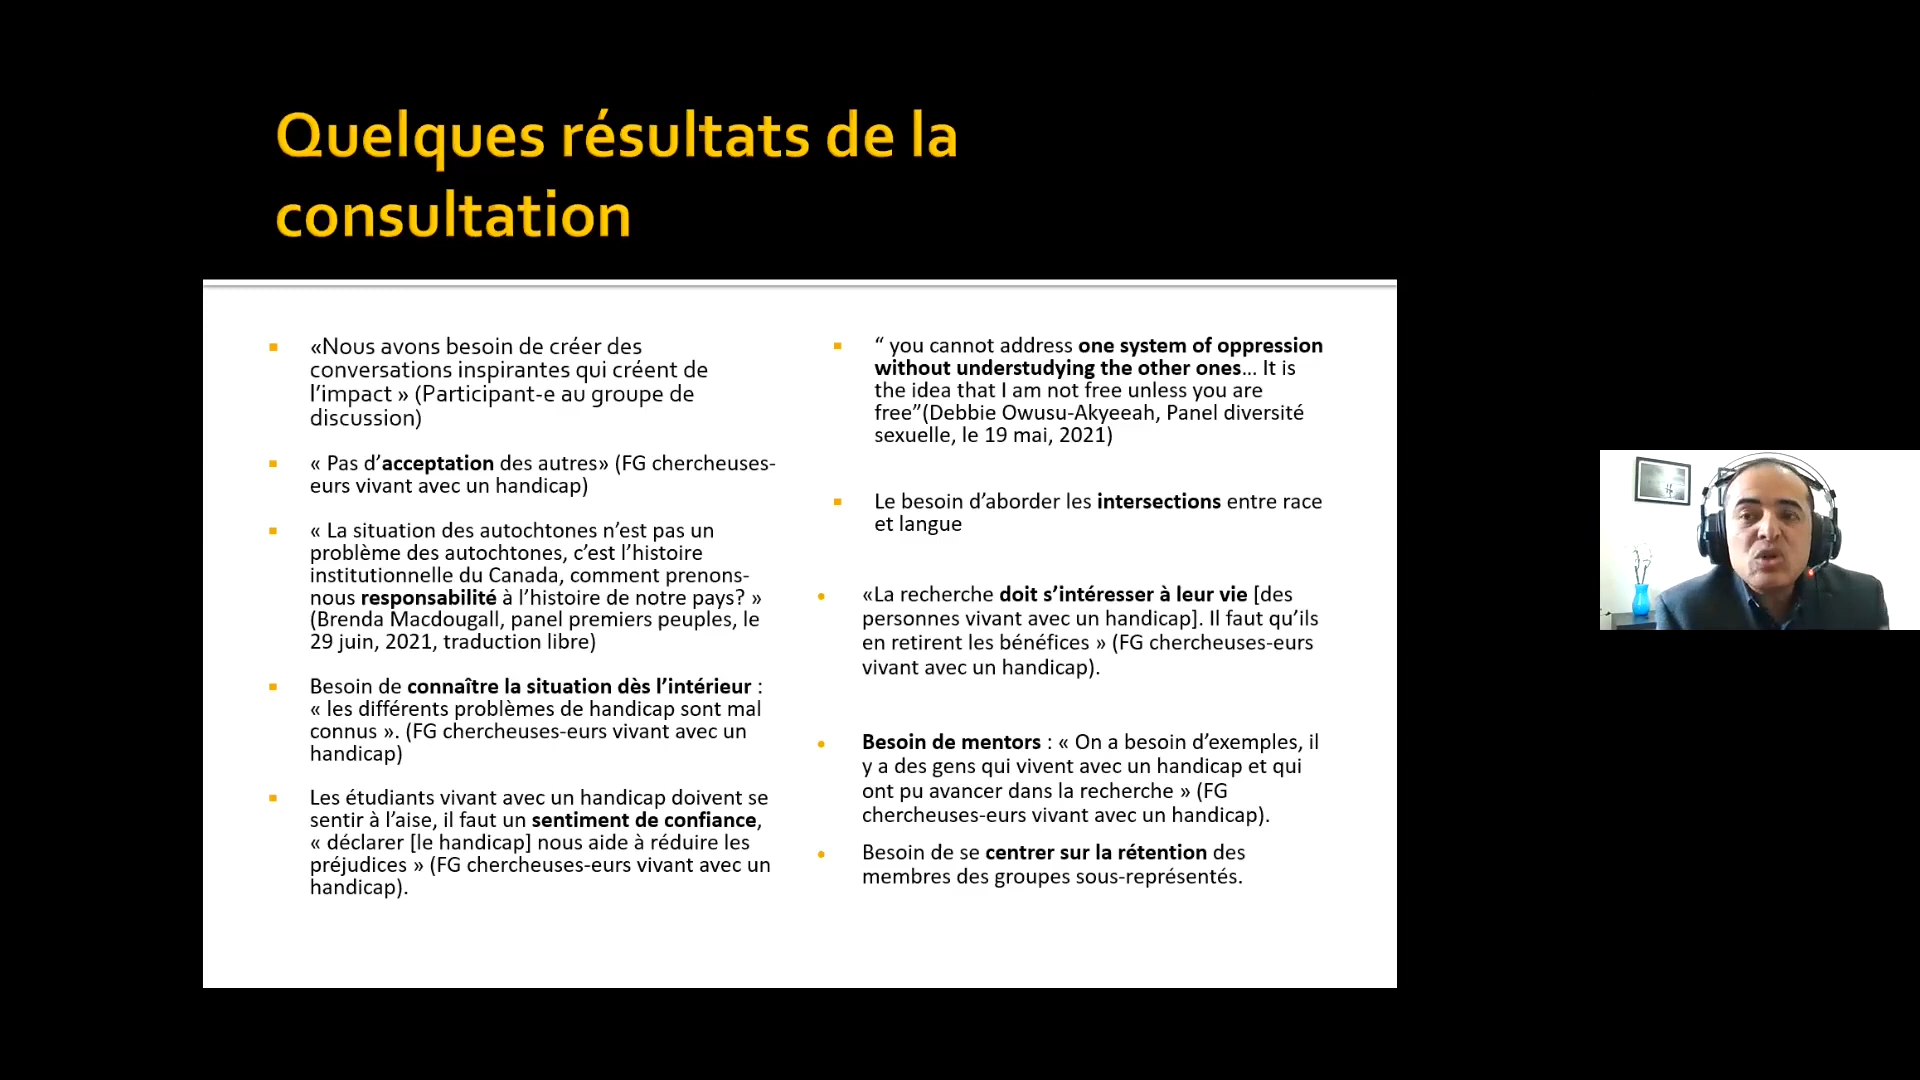 Quelques résultats de la
consultation
«Nous avons besoin de créer des
conversations inspirantes qui créent de
l’impact » (Participant-e au groupe de
discussion)
« Pas d’acceptation des autres» (FG chercheuses-
eurs vivant avec un handicap)
« La situation des autochtones n’est pas un
problème des autochtones, c’est l’histoire
institutionnelle du Canada, comment prenons-
nous responsabilité à l’histoire de notre pays? »
(Brenda Macdougall, panel premiers peuples, le
29 juin, 2021, traduction libre)
Besoin de connaître la situation dès l’intérieur :
« les différents problèmes de handicap sont mal
connus ». (FG chercheuses-eurs vivant avec un
handicap)
Les étudiants vivant avec un handicap doivent se
sentir à l’aise, il faut un sentiment de confiance,
« déclarer [le handicap] nous aide à réduire les
préjudices » (FG chercheuses-eurs vivant avec un
handicap).
“ you cannot address one system of oppression
without understudying the other ones… It is
the idea that I am not free unless you are
free”(Debbie Owusu-Akyeeah, Panel diversité
sexuelle, le 19 mai, 2021)
Le besoin d’aborder les intersections entre race
et langue
«La recherche doit s’intéresser à leur vie [des
personnes vivant avec un handicap]. Il faut qu’ils
en retirent les bénéfices » (FG chercheuses-eurs
vivant avec un handicap).
Besoin de mentors : « On a besoin d’exemples, il
y a des gens qui vivent avec un handicap et qui
ont pu avancer dans la recherche » (FG
chercheuses-eurs vivant avec un handicap).
Besoin de se centrer sur la rétention des
membres des groupes sous-représentés.